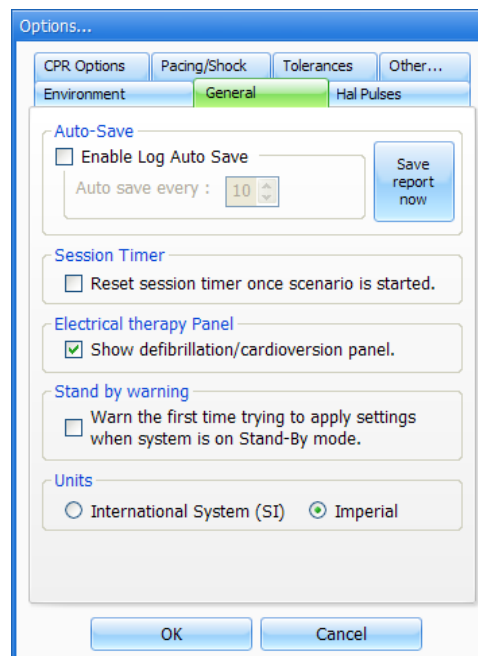 Options...
CPR Options Pacing/Shock Tolerances Other...
Environment General Hal Pulses
Auto-Save
Enable Log Auto Save
Auto save every : 10
Save
report
now
Session Timer
Reset session timer once scenario is started.
Electrical therapy Panel
Show defibrillation/cardioversion panel.
Stand by warning
Warn the first time trying to apply settings
when system is on Stand-By mode.
Units
International System (SI) Imperial
OK Cancel